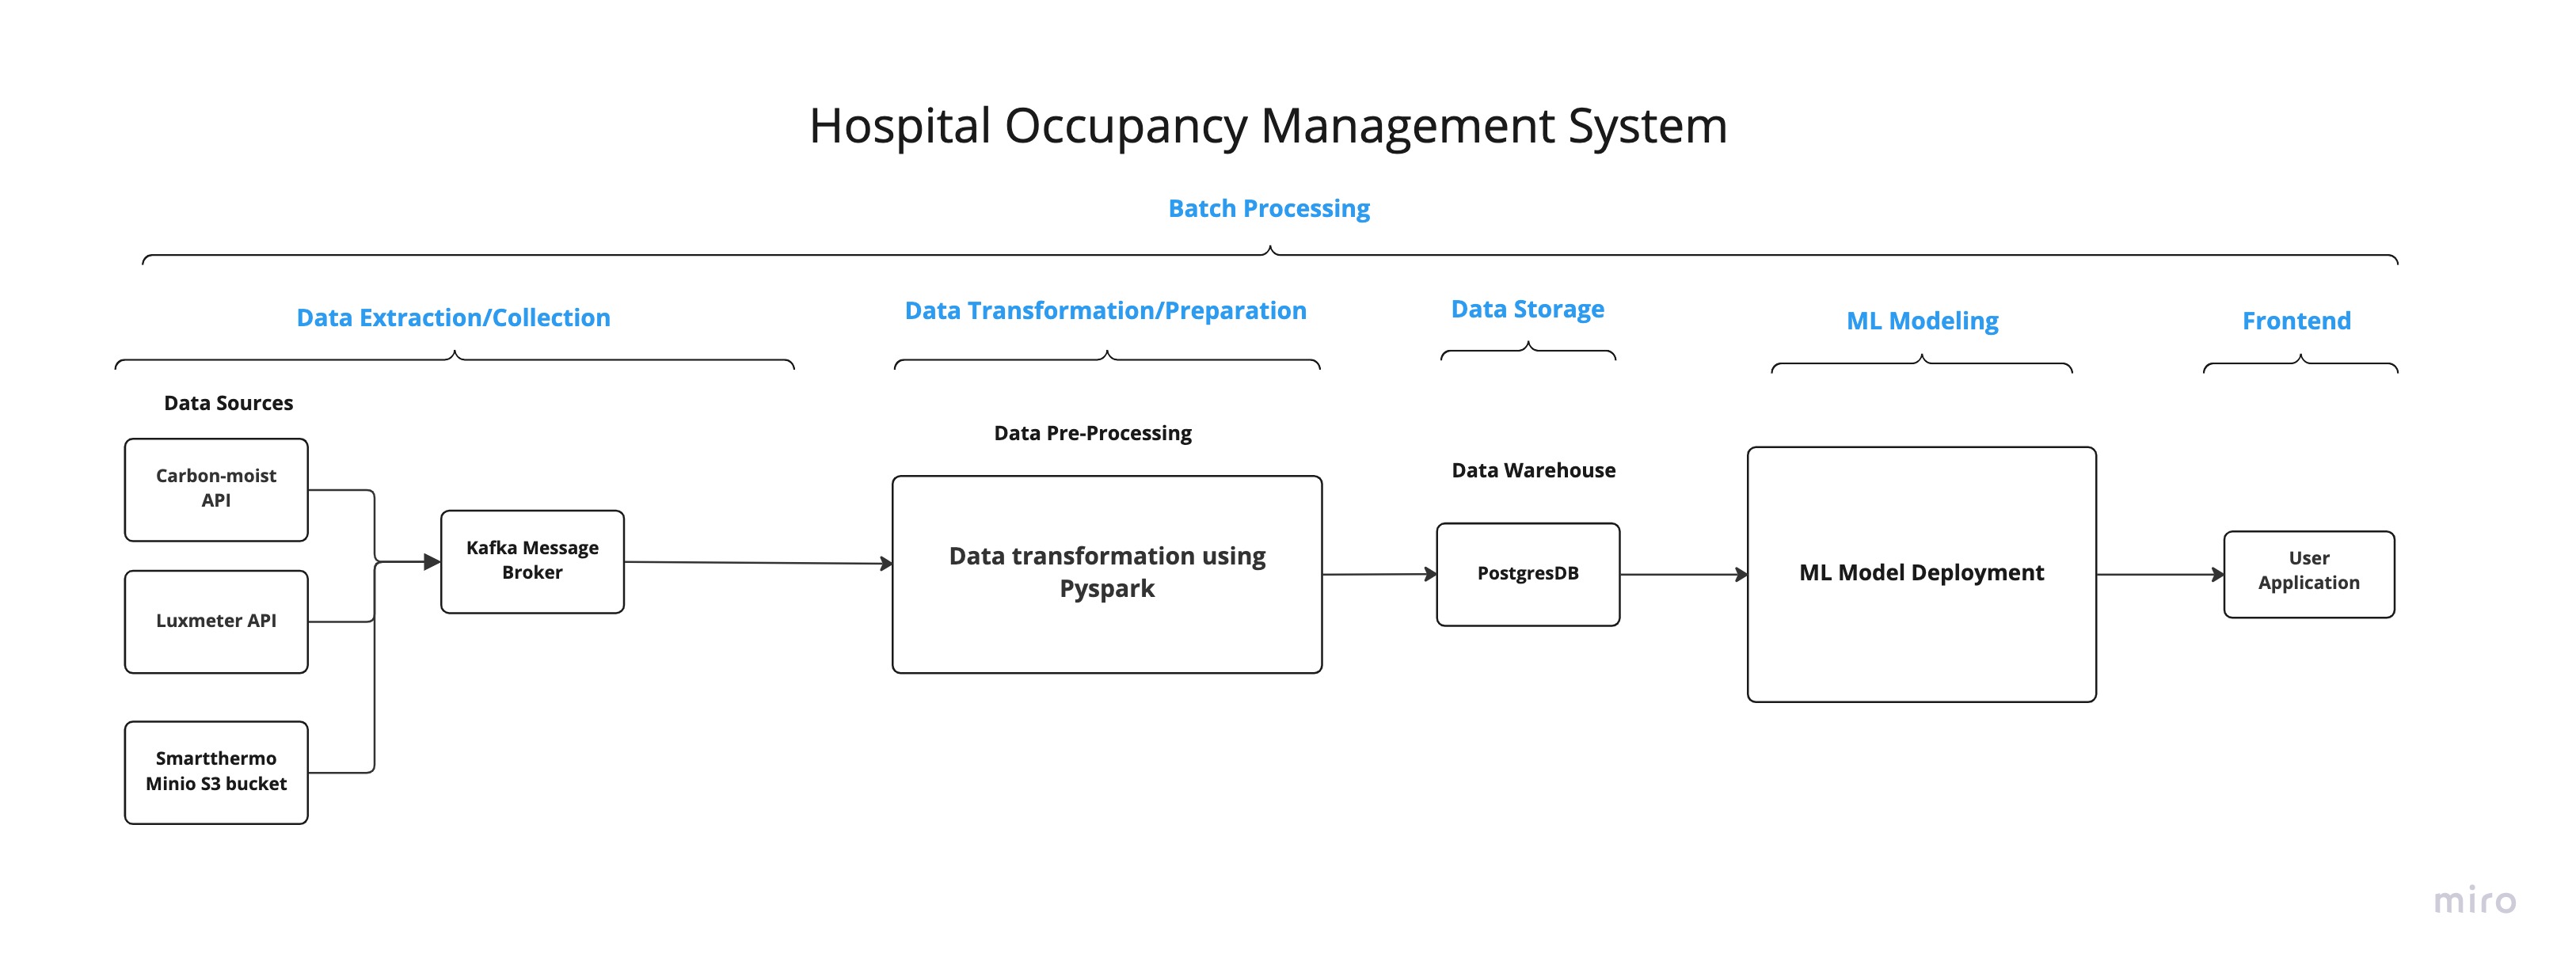 Hospital Occupancy Management System
Batch Processing
Data Extraction/Collection
Data Transformation/Preparation
Data Storage
ML Modeling
Frontend
Data Sources
Data Pre-Processing
Data Warehouse
Carbon-moist
API
Luxmeter API
Smartthermo
Minio S3 bucket
Kafka Message
Broker
Data transformation using
Pyspark
PostgresDB
ML Model Deployment
User
Application
miro